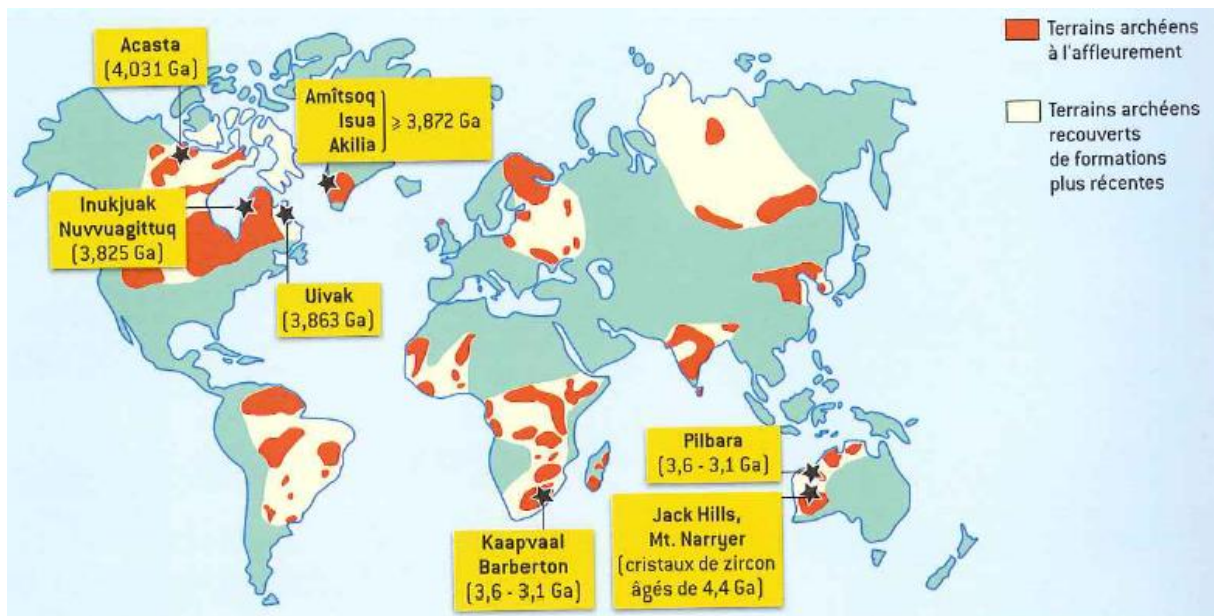 Acasta
(4,031 Ga)
Amîtsoq
Isua
Akilia
⩾ 3,872 Ga
Inukjuak
Nuvvuagittuq
(3,825 Ga)
Uivak
(3,863 Ga)
Kaapvaal
Barberton
(3,6 - 3,1 Ga)
Pilbara
(3,6 - 3,1 Ga)
Jack Hills,
Mt. Narryer
(cristaux de zircon
âgés de 4,4 Ga)
Terrains archéens
à l'affleurement
Terrains archéens
recouverts
de formations
plus récentes